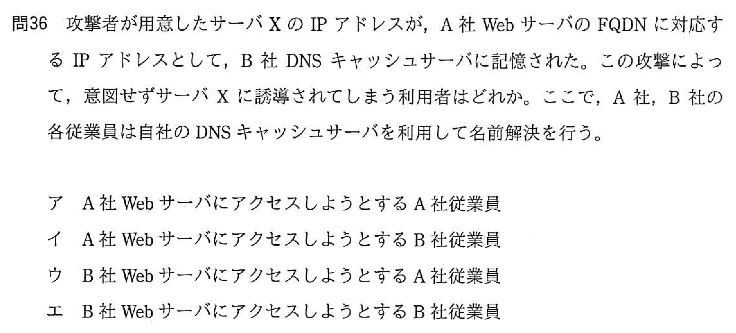 問36 攻撃者が用意したサーバ X の IP アドレスが，A 社 Web サーバの FQDN に対応す
る IP アドレスとして，B 社 DNS キャッシュサーバに記憶された。この攻撃によっ
て，意図せずサーバ X に誘導されてしまう利用者はどれか。ここで，A 社，B 社の
各従業員は自社の DNS キャッシュサーバを利用して名前解決を行う。
ア A 社 Web サーバにアクセスしようとする A 社従業員
イ A 社 Web サーバにアクセスしようとする B 社従業員
ウ B 社 Web サーバにアクセスしようとする A 社従業員
エ B 社 Web サーバにアクセスしようとする B 社従業員